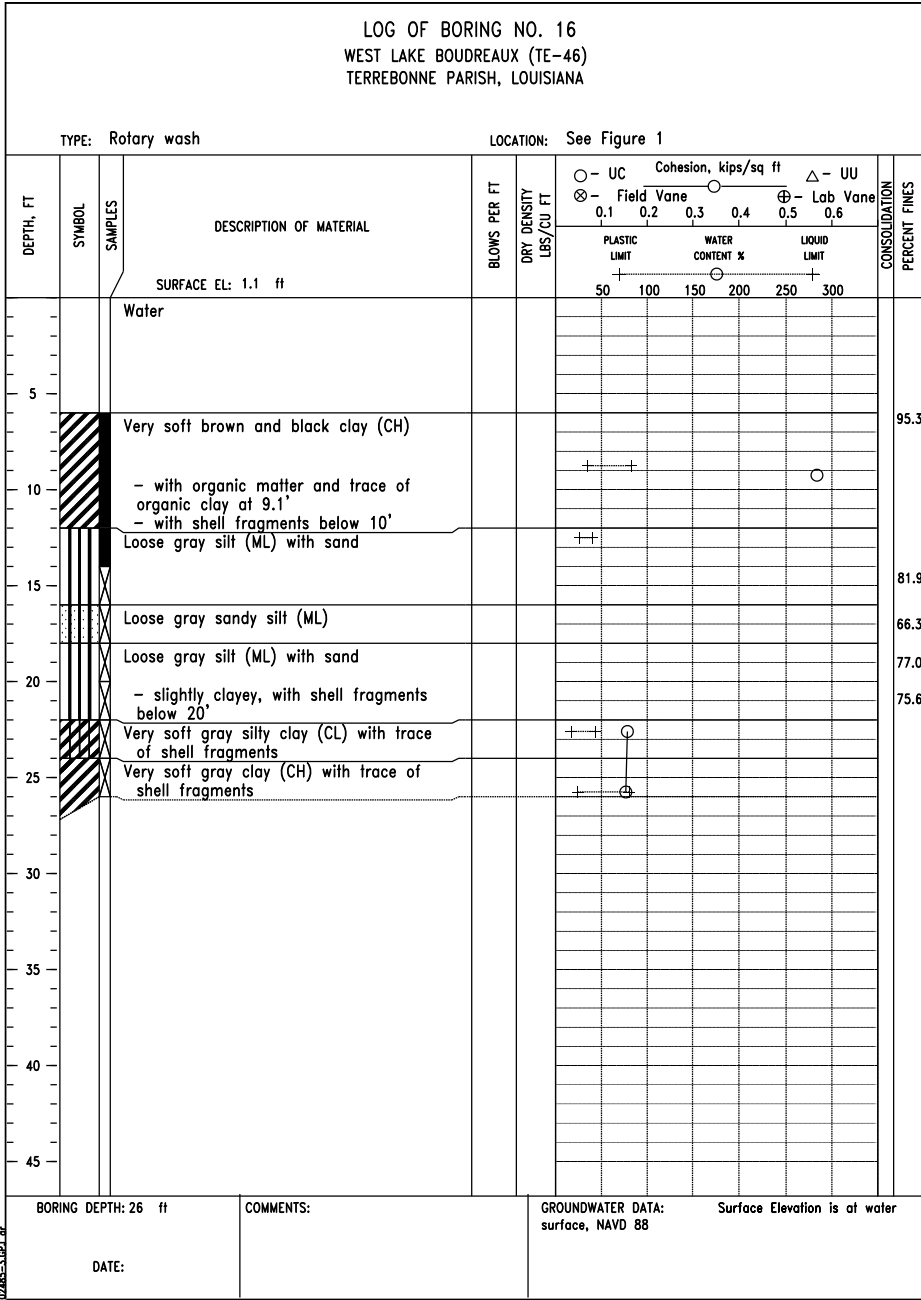 LOG OF BORING NO. 16
WEST LAKE BOUDREAUX (TE-46)
TERREBONNE PARISH, LOUISIANA
TYPE: Rotary wash
LOCATION: See Figure 1
DEPTH, FT
SYMBOL
SAMPLES
DESCRIPTION OF MATERIAL
SURFACE EL: 1.1 ft
BLOWS PER FT
DRY DENSITY
LBS/CU FT
- UC
Cohesion, kips/sq ft
- UU
- Field Vane
- Lab Vane
0.1 0.2 0.3 0.4 0.5 0.6
PLASTIC
LIMIT
WATER
CONTENT %
LIQUID
LIMIT
50 100 150 200 250 300
CONSOLIDATION
PERCENT FINES
Water
5
Very soft brown and black clay (CH)
95.3
- with organic matter and trace of
organic clay at 9.1'
10
- with shell fragments below 10'
Loose gray silt (ML) with sand
15
81.9
Loose gray sandy silt (ML)
66.3
Loose gray silt (ML) with sand
77.0
20
- slightly clayey, with shell fragments
below 20'
75.6
Very soft gray silty clay (CL) with trace
of shell fragments
Very soft gray clay (CH) with trace of
shell fragments
25
30
35
40
45
BORING DEPTH: 26 ft
DATE:
COMMENTS:
GROUNDWATER DATA: Surface Elevation is at water
surface, NAVD 88